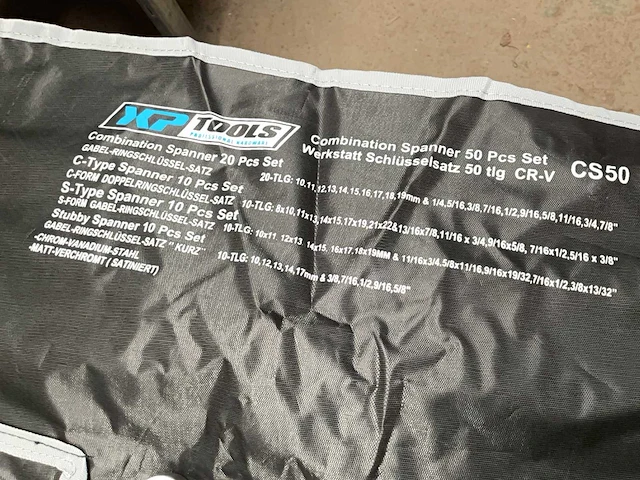 XP TOOLS
PROFESSIONAL HARDWARE
Combination Spanner 50 Pcs Set CS50
Werkstatt Schlüsselsatz 50 tlg CR-V
Combination Spanner 20 Pcs Set
GABEL-RINGSCHLÜSSEL-SATZ 20-TLG: 10,11,12,13,14,15,16,17,18,19mm & 1/4,5/16,3/8,7/16,1/2,9/16,5/8,11/16,3/4,7/8"
C-Type Spanner 10 Pcs Set
C-FORM DOPPELRINGSCHLÜSSEL-SATZ 10-TLG: 8x10,11x13,14x15,17x19,21x22&13/16x7/8,11/16 x 3/4,9/16x5/8, 7/16x1/2,5/16 x 3/8"
S-Type Spanner 10 Pcs Set
S-FORM GABEL-RINGSCHLÜSSEL-SATZ 10-TLG: 10x11, 12x13, 14x15, 16x17,18x19MM & 11/16x3/4,5/8x11/16,9/16x19/32,7/16x1/2,3/8x13/32"
Stubby Spanner 10 Pcs Set
GABEL-RINGSCHLÜSSEL-SATZ "KURZ" 10-TLG: 10,12,13,14,17mm & 3/8,7/16,1/2,9/16,5/8"
-CHROM-VANADIUM-STAHL
-MATT-VERCHROMT ( SATINIERT)